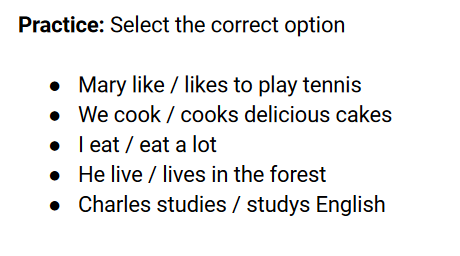 Practice: Select the correct option
● Mary like / likes to play tennis
● We cook / cooks delicious cakes
● I eat / eat a lot
● He live / lives in the forest
● Charles studies / studys English